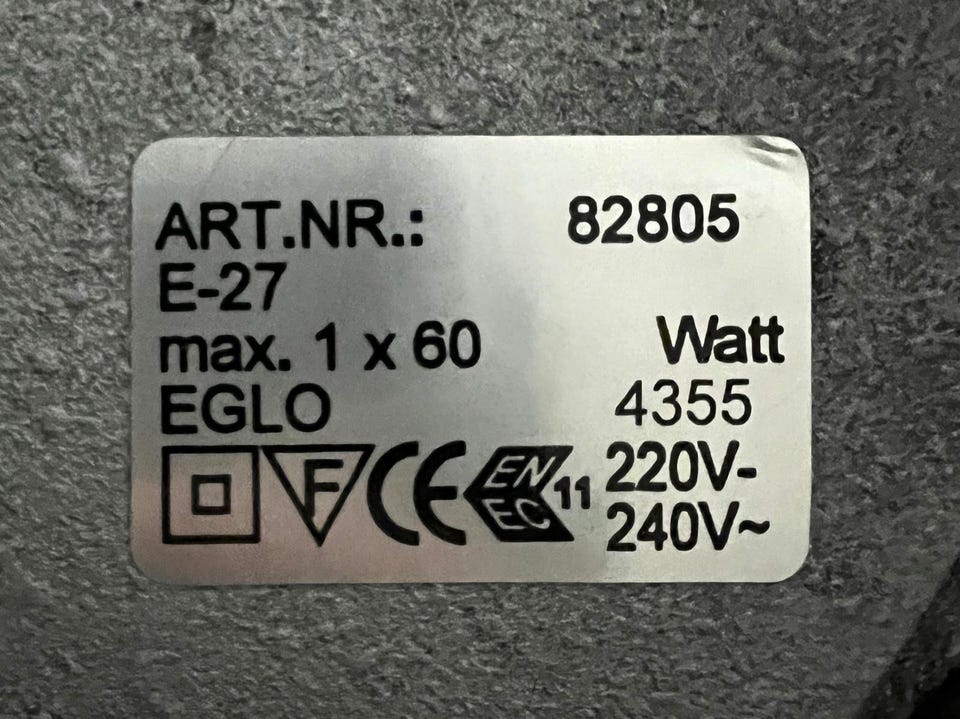 ART.NR.: 82805
E-27
max. 1 x 60 Watt
EGLO 4355
F CE EN EC 11 220V-
240V~